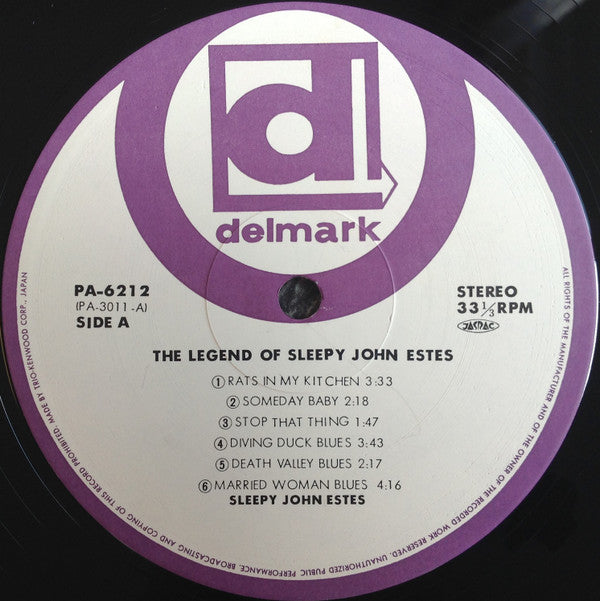 d
delmark
PA-6212
(PA-3011-A)
SIDE A
STEREO
33 1/3 RPM
JASRAC
THE LEGEND OF SLEEPY JOHN ESTES
① RATS IN MY KITCHEN 3:33
② SOMEDAY BABY 2:18
③ STOP THAT THING 1:47
④ DIVING DUCK BLUES 3:43
⑤ DEATH VALLEY BLUES 2:17
⑥ MARRIED WOMAN BLUES 4:16
SLEEPY JOHN ESTES
ALL RIGHTS OF THE MANUFACTURER AND OF THE OWNER OF THE RECORDED WORK RESERVED. UNAUTHORIZED PUBLIC PERFORMANCE, BROADCASTING AND COPYING OF THIS RECORD PROHIBITED. MADE BY TRIO-KENWOOD CORP., JAPAN